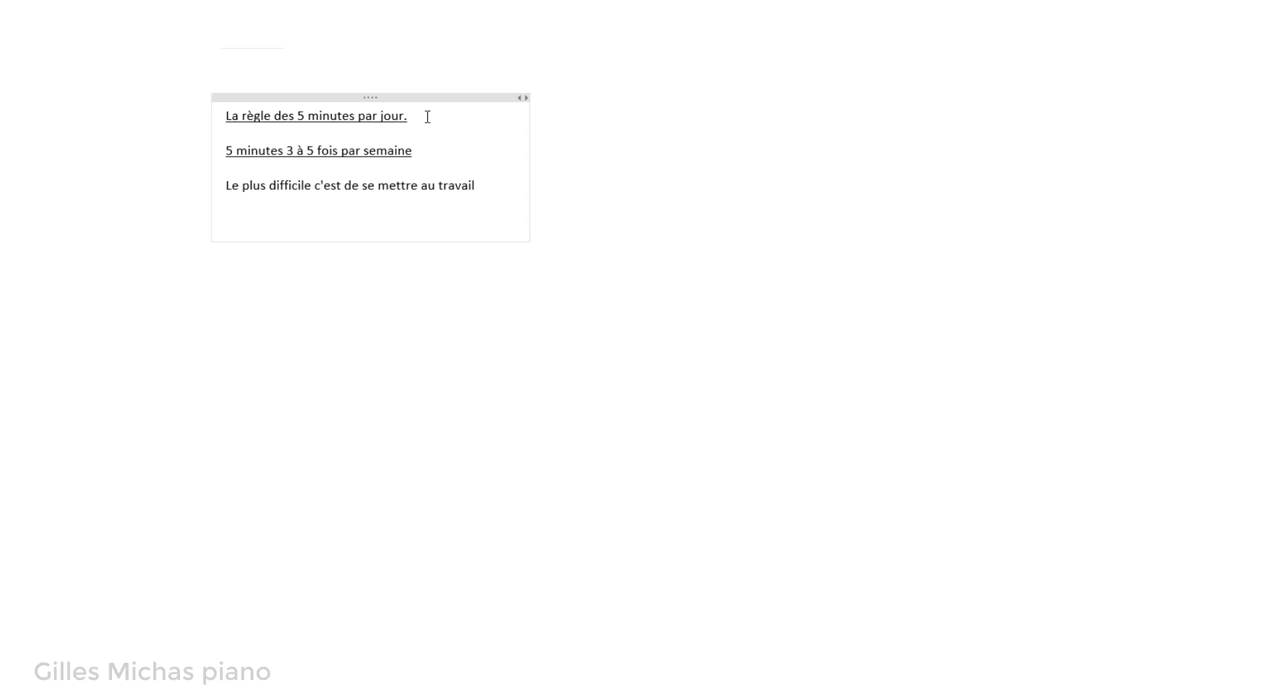 La règle des 5 minutes par jour.
5 minutes 3 à 5 fois par semaine
Le plus difficile c'est de se mettre au travail
Gilles Michas piano